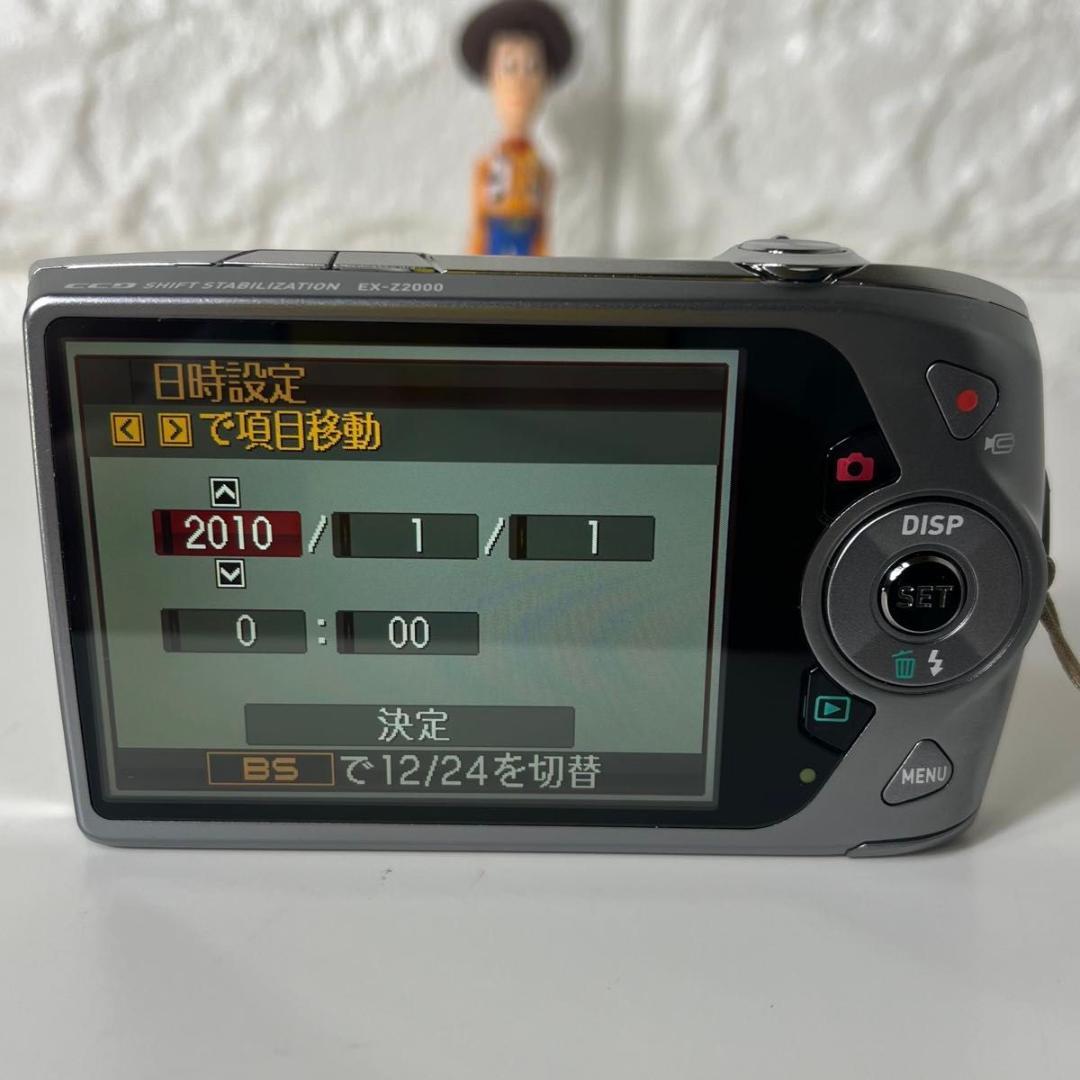 CCD SHIFT STABILIZATION EX-Z2000
日時設定
で項目移動
2010 / 1 / 1
0 : 00
決定
BS で12/24を切替
DISP
SET
MENU